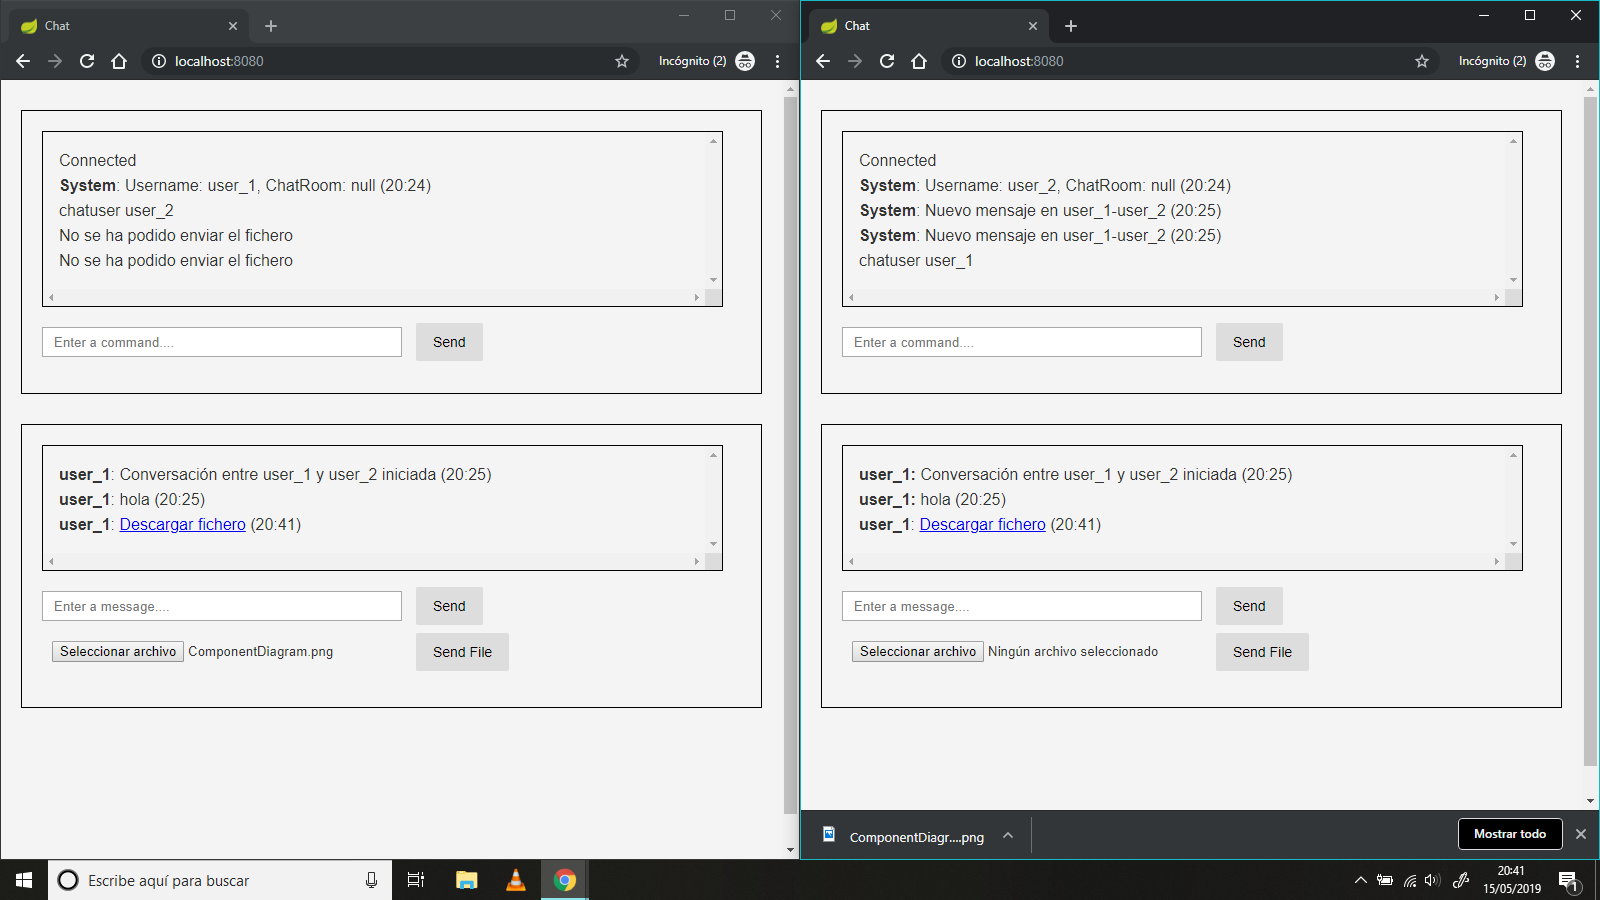 Chat
localhost:8080
Incógnito (2)
Connected
System: Username: user_1, ChatRoom: null (20:24)
chatuser user_2
No se ha podido enviar el fichero
No se ha podido enviar el fichero
Enter a command....
Send
user_1: Conversación entre user_1 y user_2 iniciada (20:25)
user_1: hola (20:25)
user_1: Descargar fichero (20:41)
Enter a message....
Send
Seleccionar archivo ComponentDiagram.png
Send File
Chat
localhost:8080
Incógnito (2)
Connected
System: Username: user_2, ChatRoom: null (20:24)
System: Nuevo mensaje en user_1-user_2 (20:25)
System: Nuevo mensaje en user_1-user_2 (20:25)
chatuser user_1
Enter a command....
Send
user_1: Conversación entre user_1 y user_2 iniciada (20:25)
user_1: hola (20:25)
user_1: Descargar fichero (20:41)
Enter a message....
Send
Seleccionar archivo Ningún archivo seleccionado
Send File
ComponentDiagr....png
Mostrar todo
Escribe aquí para buscar
20:41
15/05/2019
1